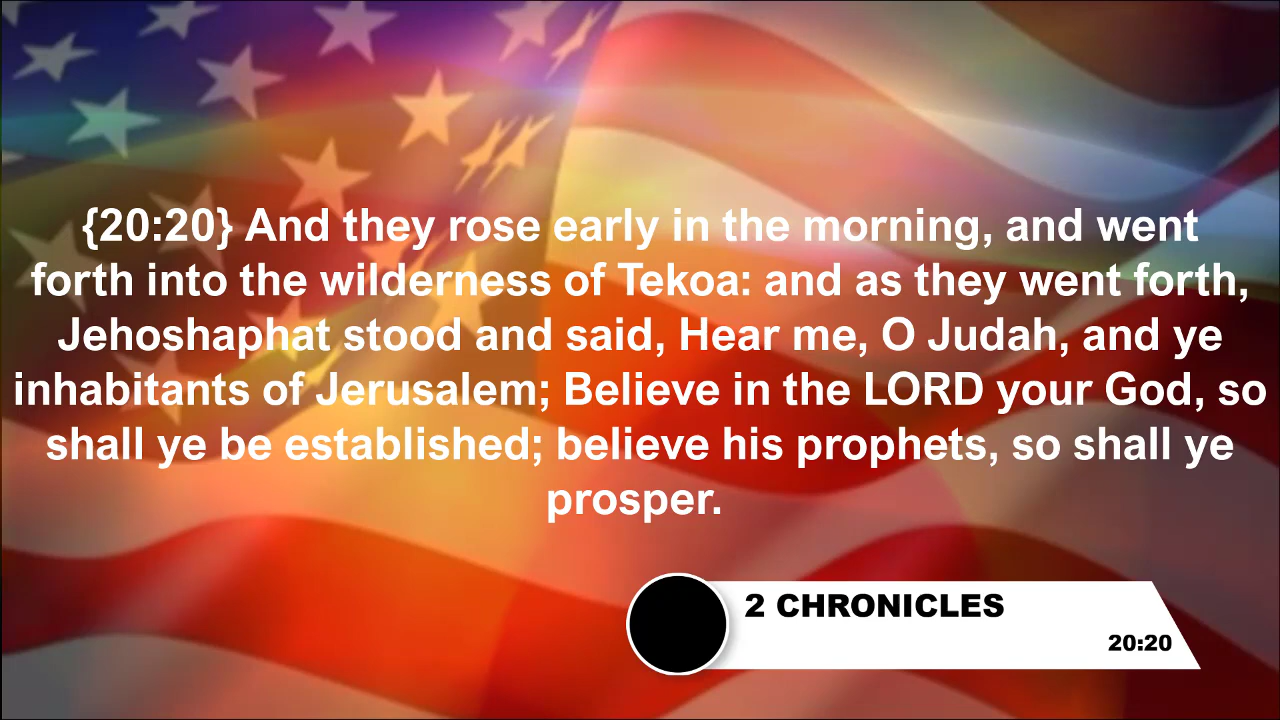 {20:20} And they rose early in the morning, and went
forth into the wilderness of Tekoa: and as they went forth,
Jehoshaphat stood and said, Hear me, O Judah, and ye
inhabitants of Jerusalem; Believe in the LORD your God, so
shall ye be established; believe his prophets, so shall ye
prosper.
2 CHRONICLES
20:20